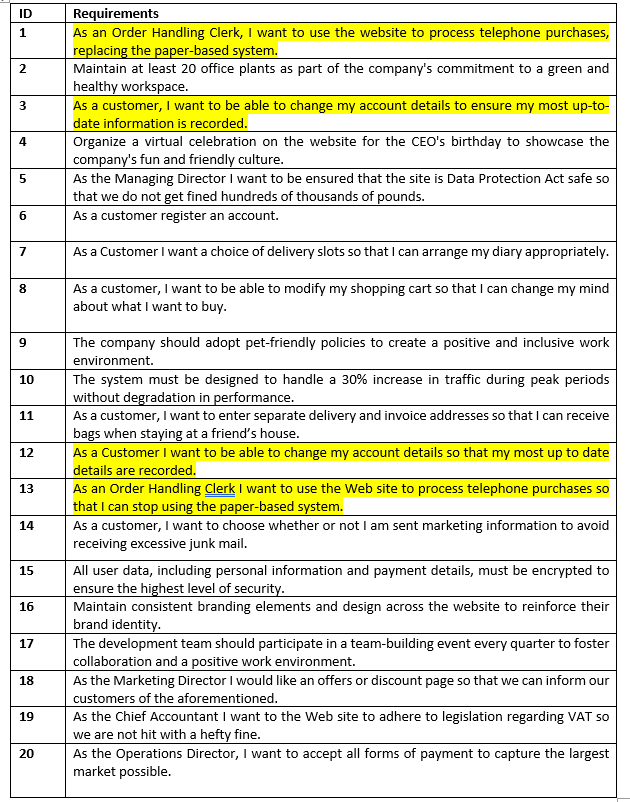 ID Requirements
1 As an Order Handling Clerk, I want to use the website to process telephone purchases,
replacing the paper-based system.
2 Maintain at least 20 office plants as part of the company's commitment to a green and
healthy workspace.
3 As a customer, I want to be able to change my account details to ensure my most up-to-
date information is recorded.
4 Organize a virtual celebration on the website for the CEO's birthday to showcase the
company's fun and friendly culture.
5 As the Managing Director I want to be ensured that the site is Data Protection Act safe so
that we do not get fined hundreds of thousands of pounds.
6 As a customer register an account.
7 As a Customer I want a choice of delivery slots so that I can arrange my diary appropriately.
8 As a customer, I want to be able to modify my shopping cart so that I can change my mind
about what I want to buy.
9 The company should adopt pet-friendly policies to create a positive and inclusive work
environment.
10 The system must be designed to handle a 30% increase in traffic during peak periods
without degradation in performance.
11 As a customer, I want to enter separate delivery and invoice addresses so that I can receive
bags when staying at a friend's house.
12 As a Customer I want to be able to change my account details so that my most up to date
details are recorded.
13 As an Order Handling Clerk I want to use the Web site to process telephone purchases so
that I can stop using the paper-based system.
14 As a customer, I want to choose whether or not I am sent marketing information to avoid
receiving excessive junk mail.
15 All user data, including personal information and payment details, must be encrypted to
ensure the highest level of security.
16 Maintain consistent branding elements and design across the website to reinforce their
brand identity.
17 The development team should participate in a team-building event every quarter to foster
collaboration and a positive work environment.
18 As the Marketing Director I would like an offers or discount page so that we can inform our
customers of the aforementioned.
19 As the Chief Accountant I want to the Web site to adhere to legislation regarding VAT so
we are not hit with a hefty fine.
20 As the Operations Director, I want to accept all forms of payment to capture the largest
market possible.